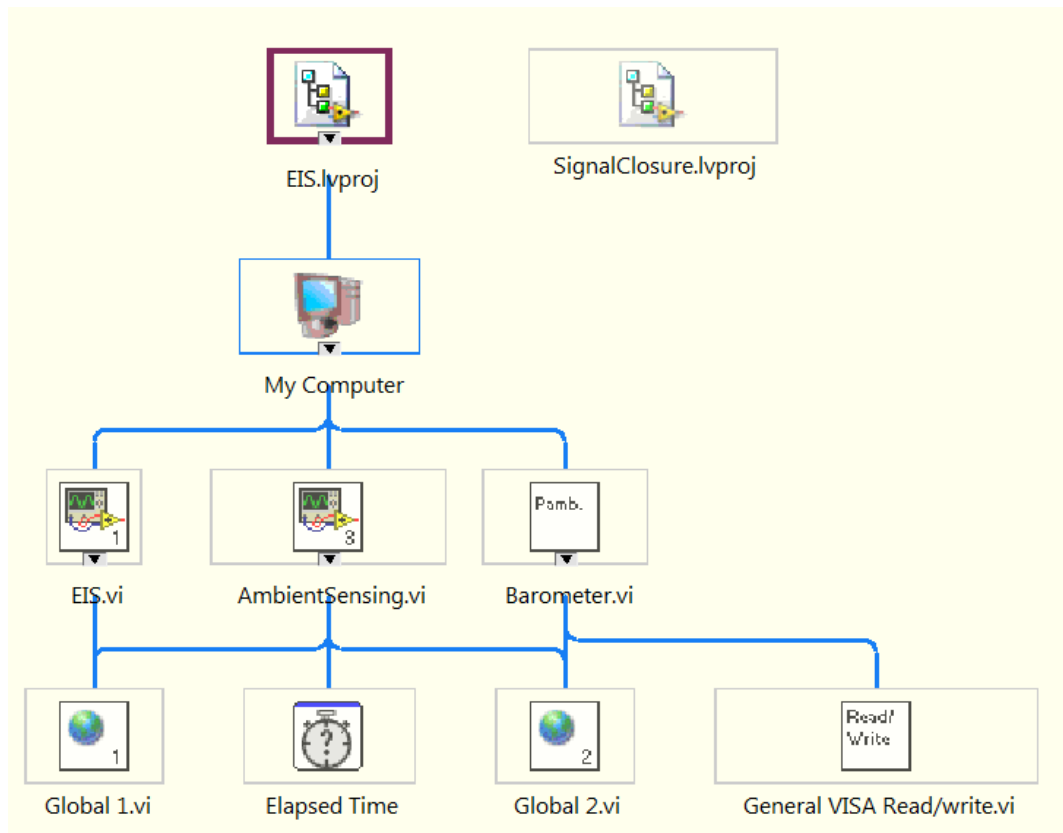 EIS.lvproj
SignalClosure.lvproj
My Computer
1
3
Pamb.
EIS.vi
AmbientSensing.vi
Barometer.vi
1
?
2
Read/
Write
Global 1.vi
Elapsed Time
Global 2.vi
General VISA Read/write.vi